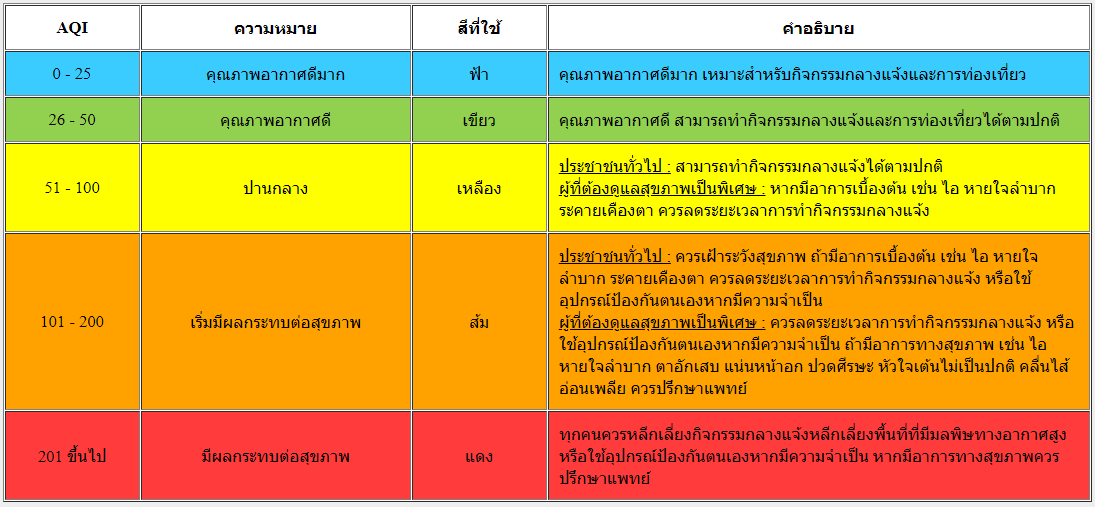 AQI ความหมาย สีที่ใช้ คำอธิบาย
0 - 25 คุณภาพอากาศดีมาก ฟ้า คุณภาพอากาศดีมาก เหมาะสำหรับกิจกรรมกลางแจ้งและการท่องเที่ยว
26 - 50 คุณภาพอากาศดี เขียว คุณภาพอากาศดี สามารถทำกิจกรรมกลางแจ้งและการท่องเที่ยวได้ตามปกติ
51 - 100 ปานกลาง เหลือง
ประชาชนทั่วไป : สามารถทำกิจกรรมกลางแจ้งได้ตามปกติ
ผู้ที่ต้องดูแลสุขภาพเป็นพิเศษ : หากมีอาการเบื้องต้น เช่น ไอ หายใจลำบาก
ระคายเคืองตา ควรลดระยะเวลาการทำกิจกรรมกลางแจ้ง
101 - 200 เริ่มมีผลกระทบต่อสุขภาพ ส้ม
ประชาชนทั่วไป : ควรเฝ้าระวังสุขภาพ ถ้ามีอาการเบื้องต้น เช่น ไอ หายใจ
ลำบาก ระคายเคืองตา ควรลดระยะเวลาการทำกิจกรรมกลางแจ้ง หรือใช้
อุปกรณ์ป้องกันตนเองหากมีความจำเป็น
ผู้ที่ต้องดูแลสุขภาพเป็นพิเศษ : ควรลดระยะเวลาการทำกิจกรรมกลางแจ้ง หรือ
ใช้อุปกรณ์ป้องกันตนเองหากมีความจำเป็น ถ้ามีอาการทางสุขภาพ เช่น ไอ
หายใจลำบาก ตาอักเสบ แน่นหน้าอก ปวดศีรษะ หัวใจเต้นไม่เป็นปกติ คลื่นไส้
อ่อนเพลีย ควรปรึกษาแพทย์
201 ขึ้นไป มีผลกระทบต่อสุขภาพ แดง
ทุกคนควรหลีกเลี่ยงกิจกรรมกลางแจ้งหลีกเลี่ยงพื้นที่ที่มีมลพิษทางอากาศสูง
หรือใช้อุปกรณ์ป้องกันตนเองหากมีความจำเป็น หากมีอาการทางสุขภาพควร
ปรึกษาแพทย์